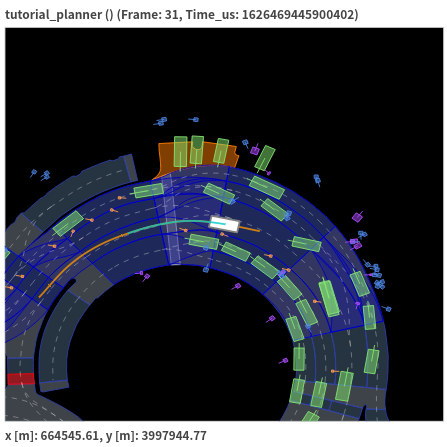 tutorial_planner () (Frame: 31, Time_us: 1626469445900402)
x [m]: 664545.61, y [m]: 3997944.77